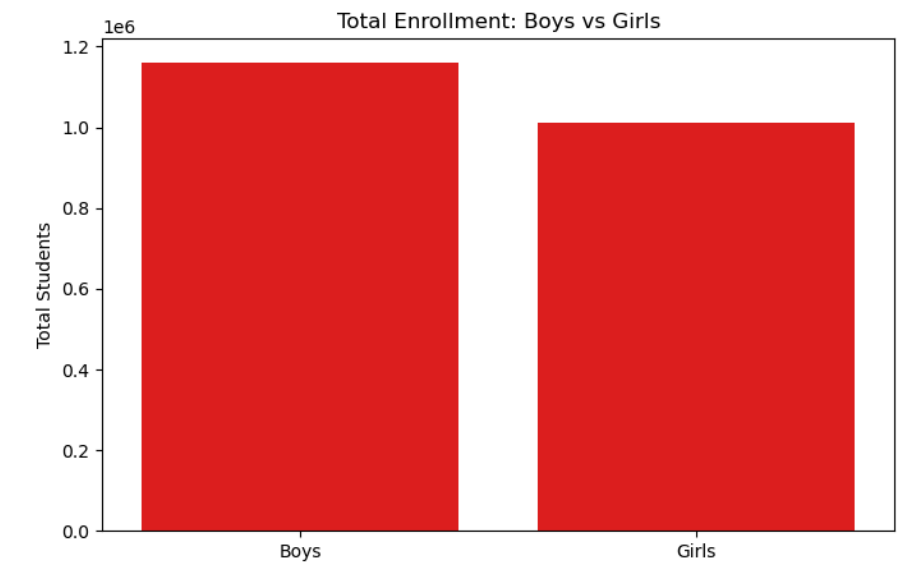 Total Enrollment: Boys vs Girls
1e6
1.2
1.0
0.8
0.6
0.4
0.2
0.0
Total Students
Boys Girls